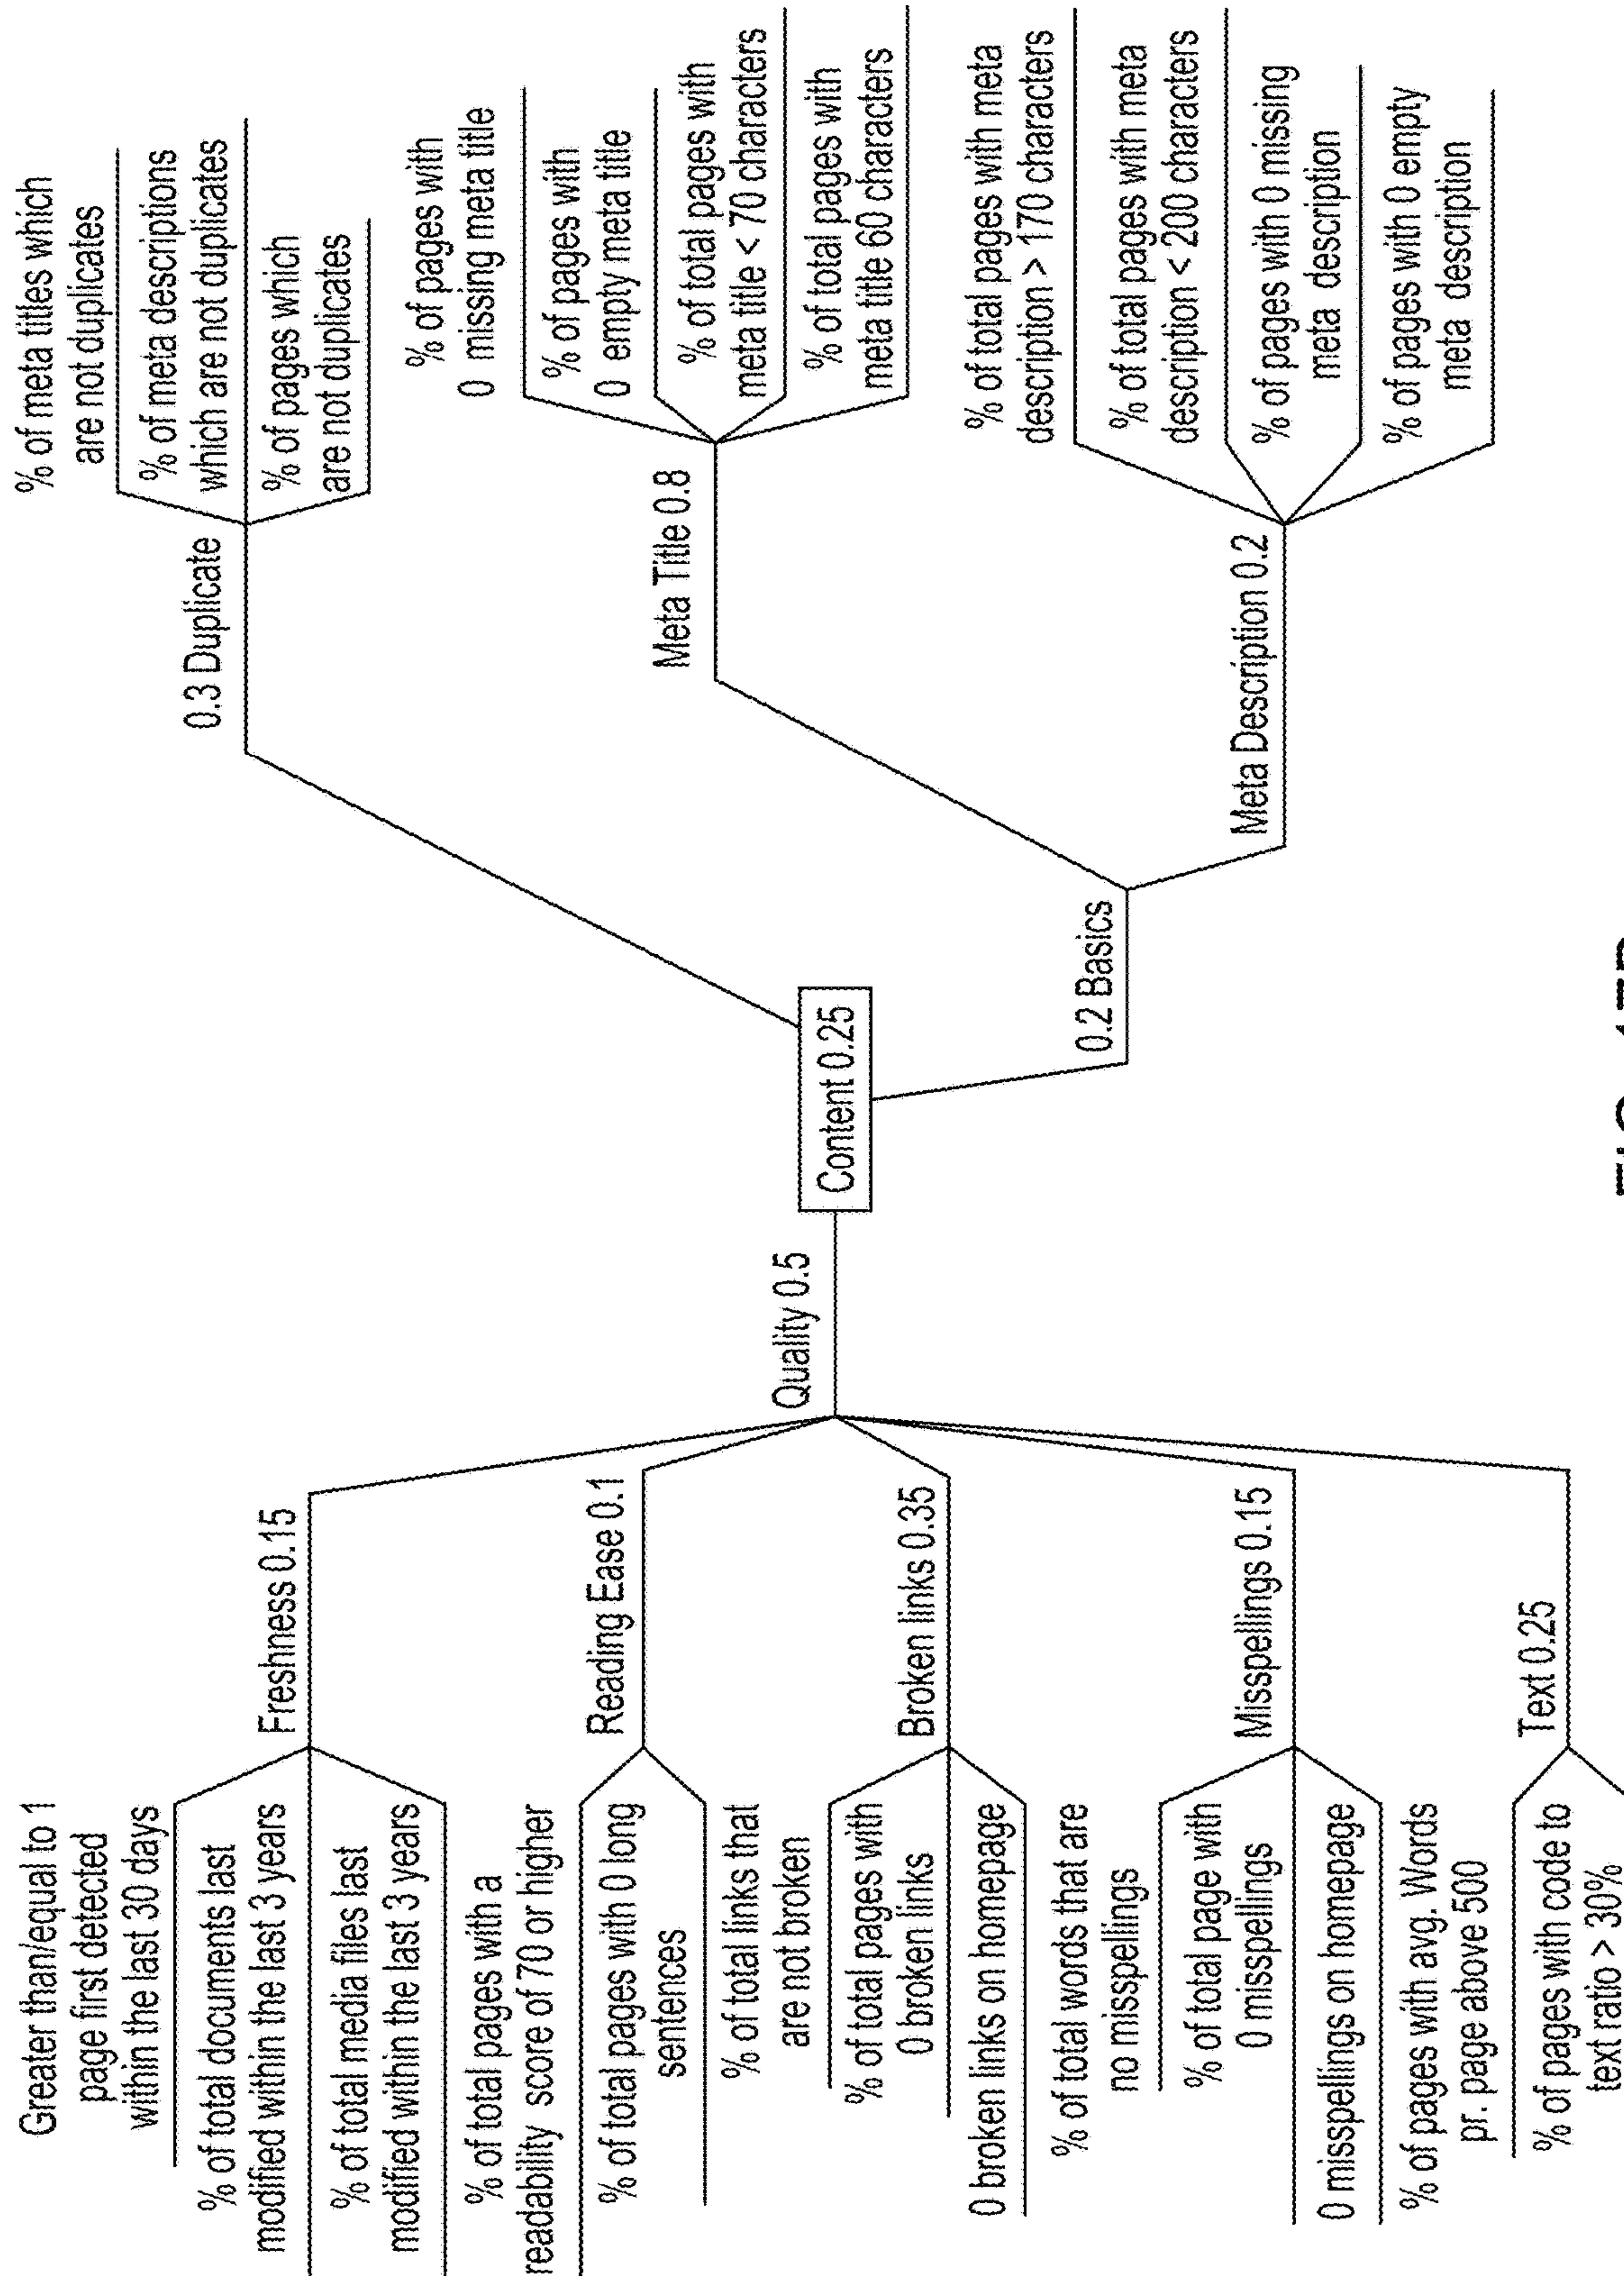 Greater than/equal to 1
page first detected
within the last 30 days
% of total documents last
modified within the last 3 years
% of total media files last
modified within the last 3 years
Freshness 0.15
% of total pages with a
readability score of 70 or higher
% of total pages with 0 long
sentences
Reading Ease 0.1
% of total links that
are not broken
% of total pages with
0 broken links
0 broken links on homepage
Broken links 0.35
% of total words that are
no misspellings
% of total page with
0 misspellings
0 misspellings on homepage
Misspellings 0.15
% of pages with avg. Words
pr. page above 500
% of pages with code to
text ratio > 30%
Text 0.25
Quality 0.5
Content 0.25
0.3 Duplicate
% of meta titles which
are not duplicates
% of meta descriptions
which are not duplicates
% of pages which
are not duplicates
0.2 Basics
Meta Title 0.8
% of pages with
0 missing meta title
% of pages with
0 empty meta title
% of total pages with
meta title < 70 characters
% of total pages with
meta title 60 characters
Meta Description 0.2
% of total pages with meta
description > 170 characters
% of total pages with meta
description < 200 characters
% of pages with 0 missing
meta description
% of pages with 0 empty
meta description